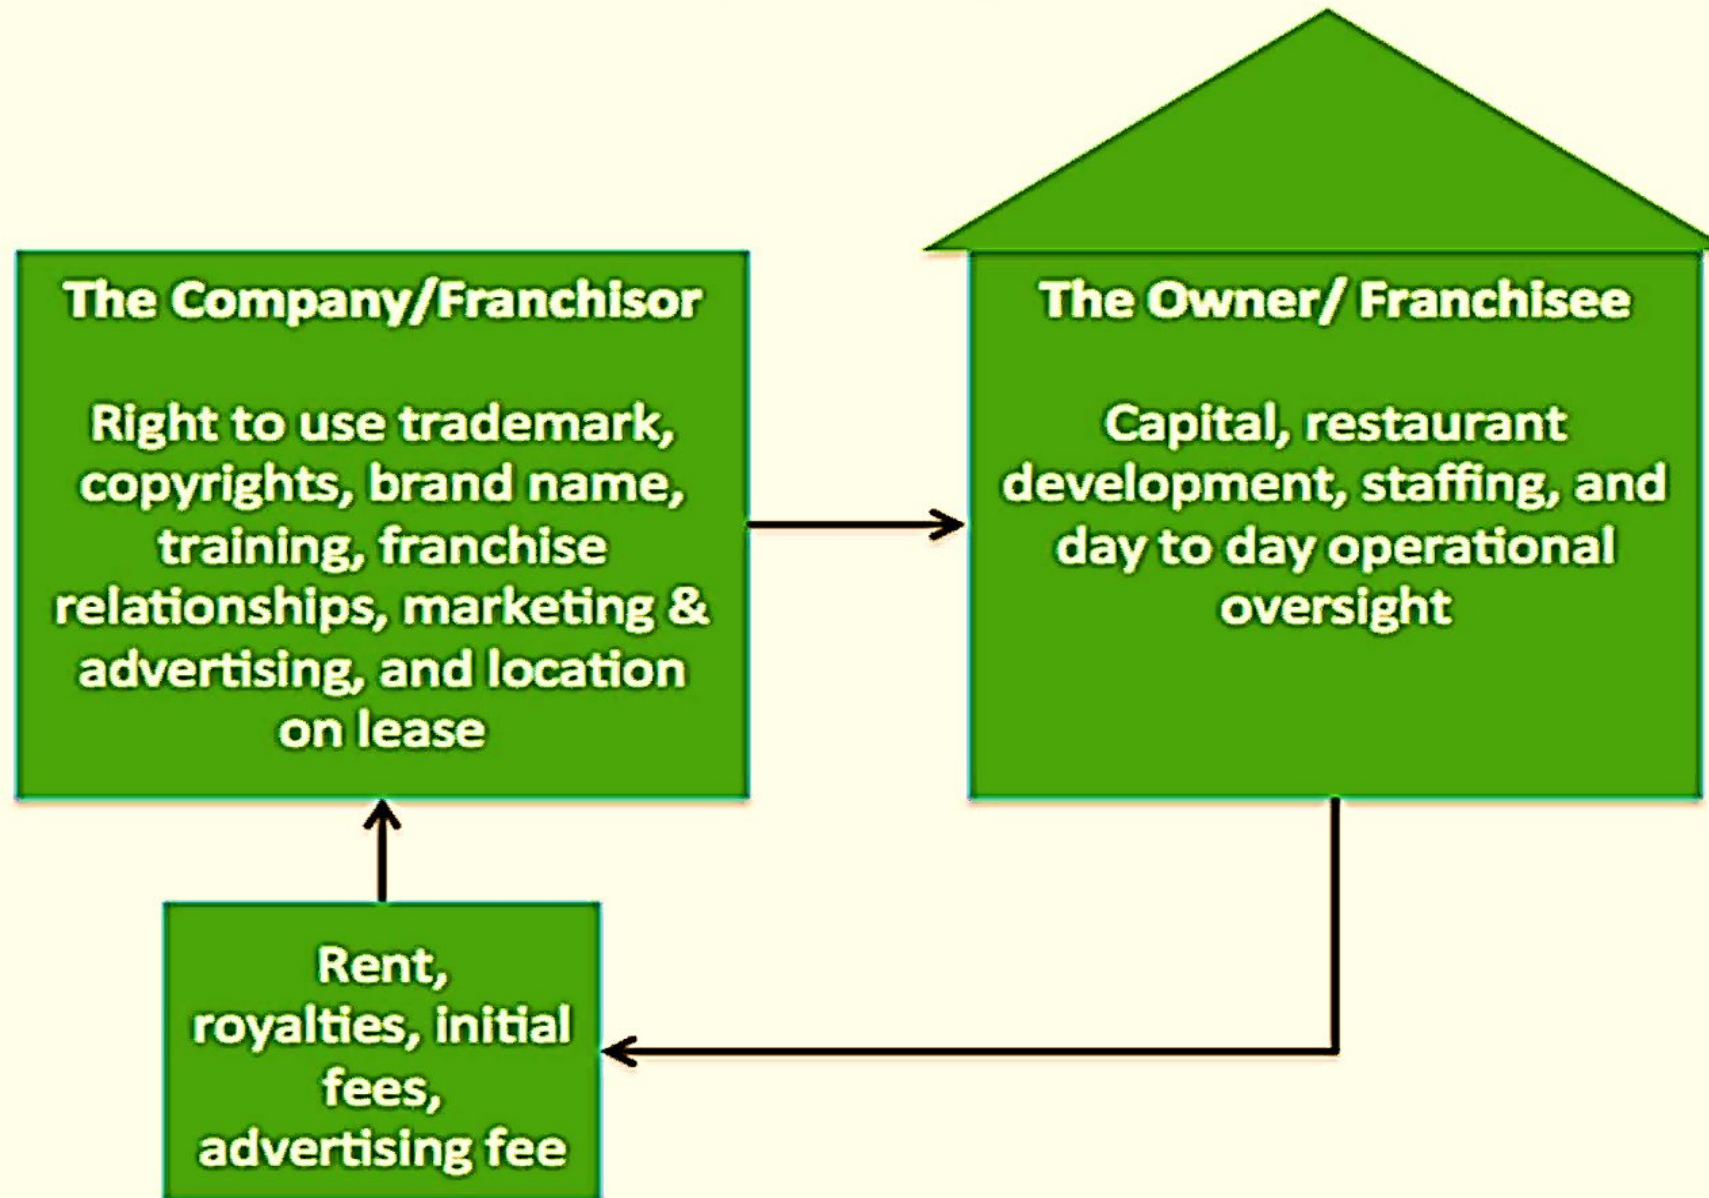 The Company/Franchisor
Right to use trademark,
copyrights, brand name,
training, franchise
relationships, marketing &
advertising, and location
on lease
The Owner/ Franchisee
Capital, restaurant
development, staffing, and
day to day operational
oversight
Rent,
royalties, initial
fees,
advertising fee